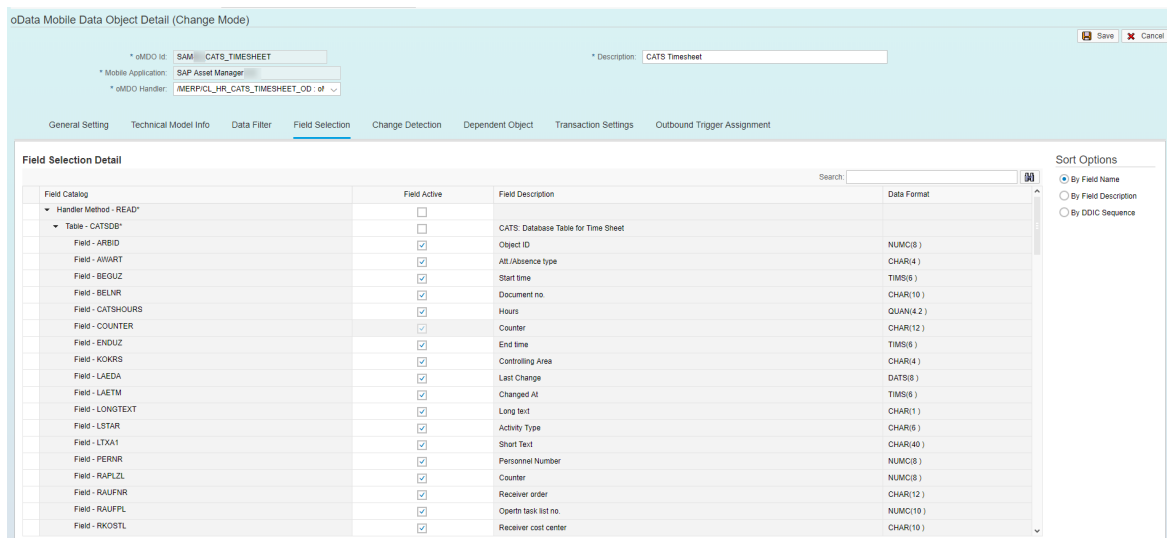 oData Mobile Data Object Detail (Change Mode)
Save Cancel
* oMDO Id: SAM CATS_TIMESHEET * Description: CATS Timesheet
* Mobile Application: SAP Asset Manager
* oMDO Handler: /MERP/CL_HR_CATS_TIMESHEET_OD : oM
General Setting Technical Model Info Data Filter Field Selection Change Detection Dependent Object Transaction Settings Outbound Trigger Assignment
Field Selection Detail Sort Options
Search:
By Field Name
By Field Description
By DDIC Sequence
Field Catalog Field Active Field Description Data Format
Handler Method - READ*
Table - CATSDB* CATS: Database Table for Time Sheet
Field - ARBID Object ID NUMC(8 )
Field - AWART Att./Absence type CHAR(4 )
Field - BEGUZ Start time TIMS(6 )
Field - BELNR Document no. CHAR(10 )
Field - CATSHOURS Hours QUAN(4.2 )
Field - COUNTER Counter CHAR(12 )
Field - ENDUZ End time TIMS(6 )
Field - KOKRS Controlling Area CHAR(4 )
Field - LAEDA Last Change DATS(8 )
Field - LAETM Changed At TIMS(6 )
Field - LONGTEXT Long text CHAR(1 )
Field - LSTAR Activity Type CHAR(6 )
Field - LTXA1 Short Text CHAR(40 )
Field - PERNR Personnel Number NUMC(8 )
Field - RAPLZL Counter NUMC(8 )
Field - RAUFNR Receiver order CHAR(12 )
Field - RAUFPL Opertn task list no. NUMC(10 )
Field - RKOSTL Receiver cost center CHAR(10 )